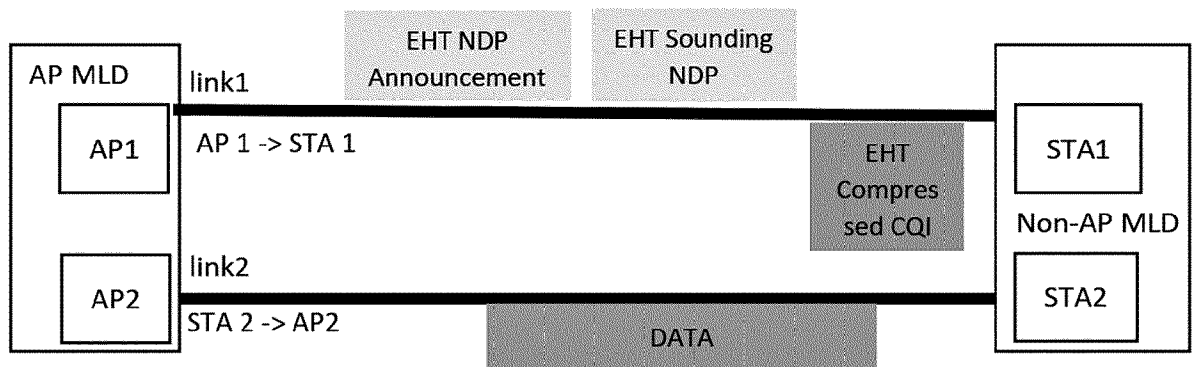 EHT NDP
Announcement
EHT Sounding
NDP
AP MLD
link1
AP1
AP 1 -> STA 1
EHT
Compres
sed CQI
STA1
Non-AP MLD
link2
AP2
STA 2 -> AP2
DATA
STA2